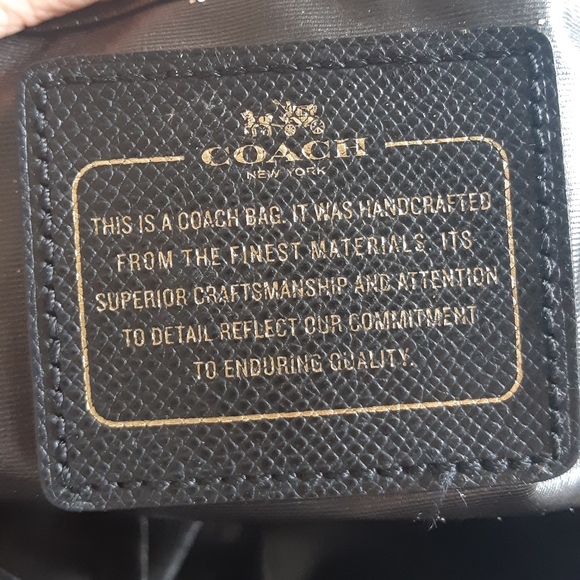 COACH
NEW YORK
THIS IS A COACH BAG. IT WAS HANDCRAFTED
FROM THE FINEST MATERIALS. ITS
SUPERIOR CRAFTSMANSHIP AND ATTENTION
TO DETAIL REFLECT OUR COMMITMENT
TO ENDURING QUALITY.